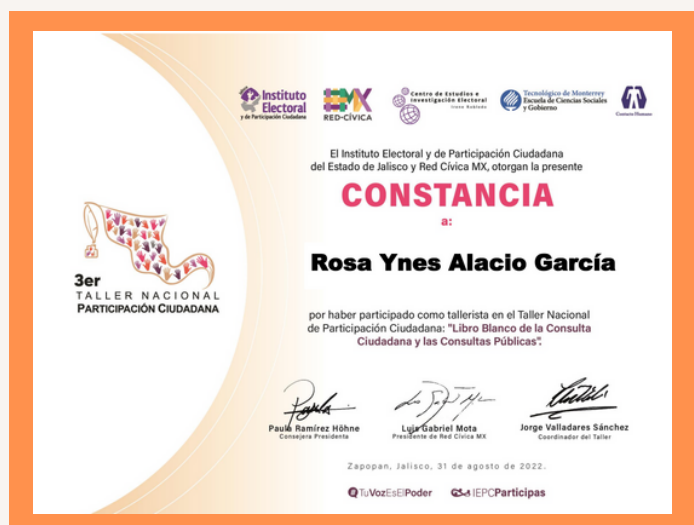 Instituto
Electoral
y de Participación Ciudadana
RED-CÍVICA
Centro de Estudios e
Investigación Electoral
Irene Robledo
Tecnológico de Monterrey
Escuela de Ciencias Sociales
y Gobierno
Contacto Humano
El Instituto Electoral y de Participación Ciudadana
del Estado de Jalisco y Red Cívica MX, otorgan la presente
CONSTANCIA
a:
Rosa Ynes Alacio García
3er
TALLER NACIONAL
PARTICIPACIÓN CIUDADANA
por haber participado como tallerista en el Taller Nacional
de Participación Ciudadana: "Libro Blanco de la Consulta
Ciudadana y las Consultas Públicas".
Paula Ramírez Höhne
Consejera Presidenta
Luis Gabriel Mota
Presidente de Red Cívica MX
Jorge Valladares Sánchez
Coordinador del Taller
Zapopan, Jalisco, 31 de agosto de 2022.
TuVozEsElPoder
IEPCParticipas